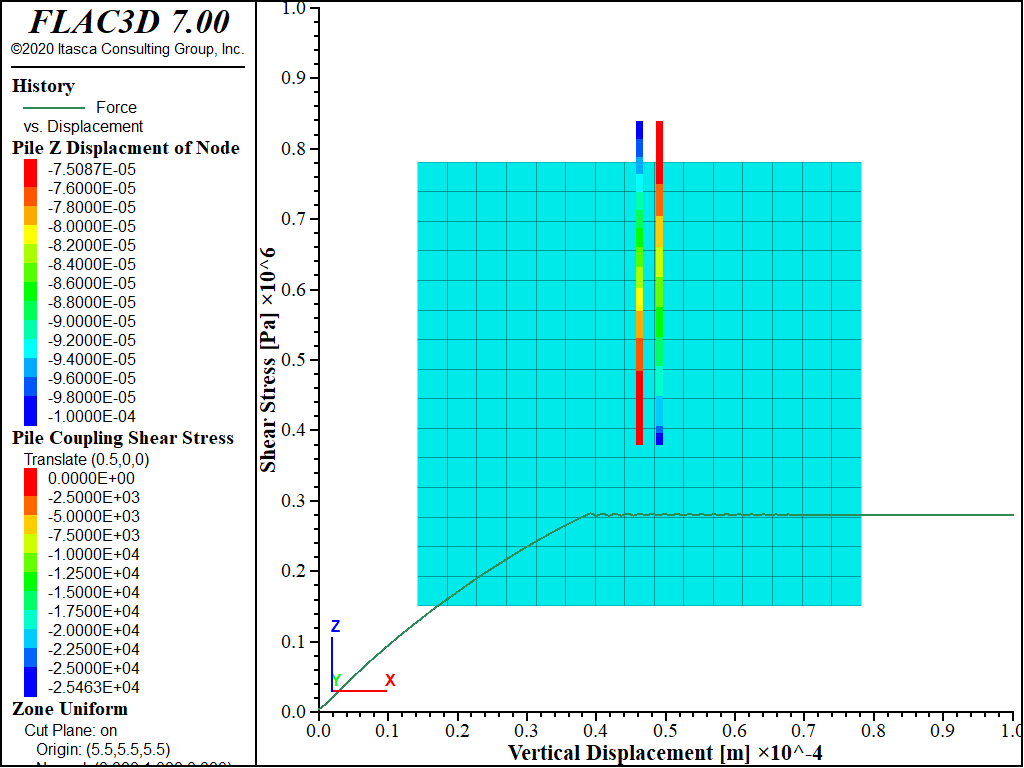 FLAC3D 7.00
©2020 Itasca Consulting Group, Inc.
History
Force
vs. Displacement
Pile Z Displacment of Node
-7.5087E-05
-7.6000E-05
-7.8000E-05
-8.0000E-05
-8.2000E-05
-8.4000E-05
-8.6000E-05
-8.8000E-05
-9.0000E-05
-9.2000E-05
-9.4000E-05
-9.6000E-05
-9.8000E-05
-1.0000E-04
Pile Coupling Shear Stress
Translate (0.5,0,0)
0.0000E+00
-2.5000E+03
-5.0000E+03
-7.5000E+03
-1.0000E+04
-1.2500E+04
-1.5000E+04
-1.7500E+04
-2.0000E+04
-2.2500E+04
-2.5000E+04
-2.5463E+04
Zone Uniform
Cut Plane: on
Origin: (5.5,5.5,5.5)
Shear Stress [Pa] ×10^6
1.0
0.9
0.8
0.7
0.6
0.5
0.4
0.3
0.2
0.1
0.0
Z
Y
X
0.0 0.1 0.2 0.3 0.4 0.5 0.6 0.7 0.8 0.9 1.0
Vertical Displacement [m] ×10^-4